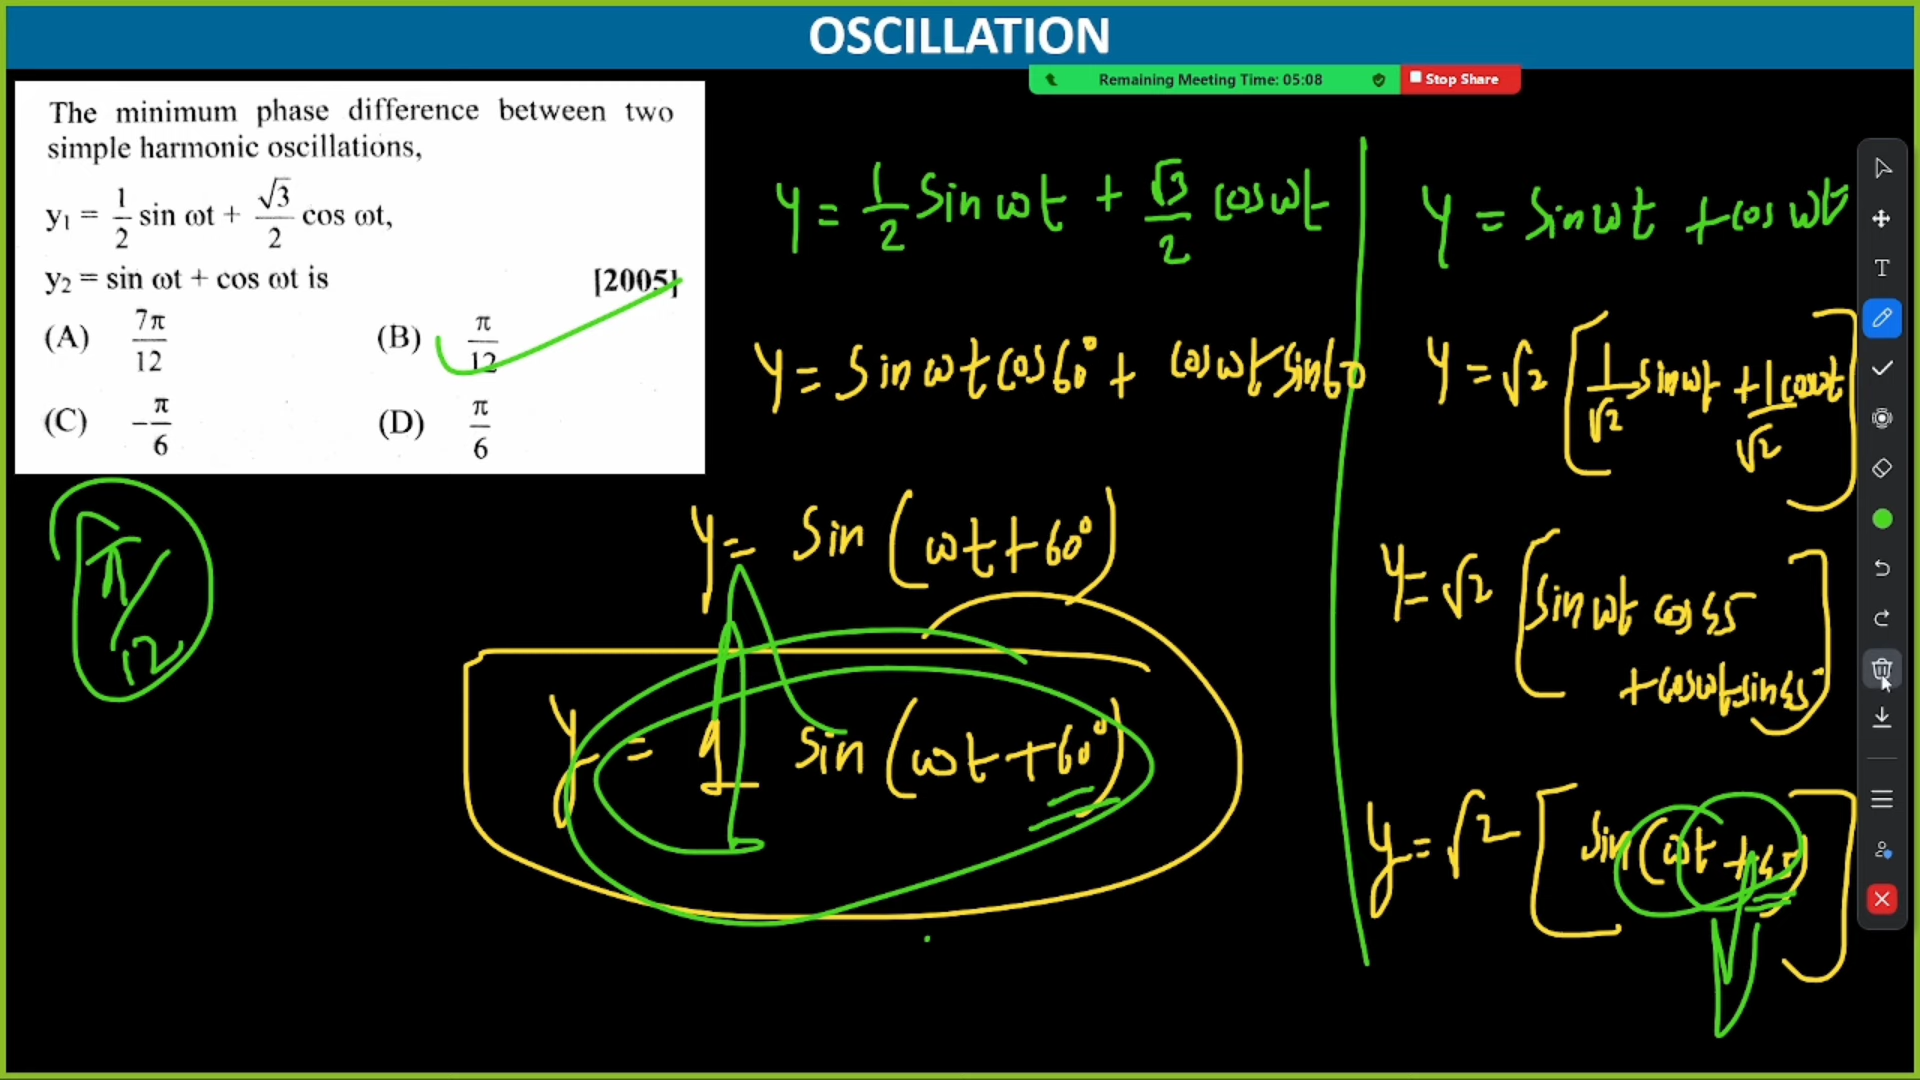 OSCILLATION
Remaining Meeting Time: 05:08
Stop Share
The minimum phase difference between two
simple harmonic oscillations,
y₁ = 1/2 sin ωt + √3/2 cos ωt,
y₂ = sin ωt + cos ωt is [2005]
(A) 7π/12 (B) π/12
(C) -π/6 (D) π/6
π/12
y = 1/2 sin ωt + √3/2 cos ωt
y = sin ωt cos 60° + cos ωt sin 60
y = sin (ωt + 60°)
y = 1 sin (ωt + 60°)
y = sin ωt + cos ωt
y = √2 [1/√2 sin ωt + 1/√2 cos ωt]
y = √2 [sin ωt cos 45
+ cos ωt sin 45]
y = √2 [sin (ωt + 45)]
T